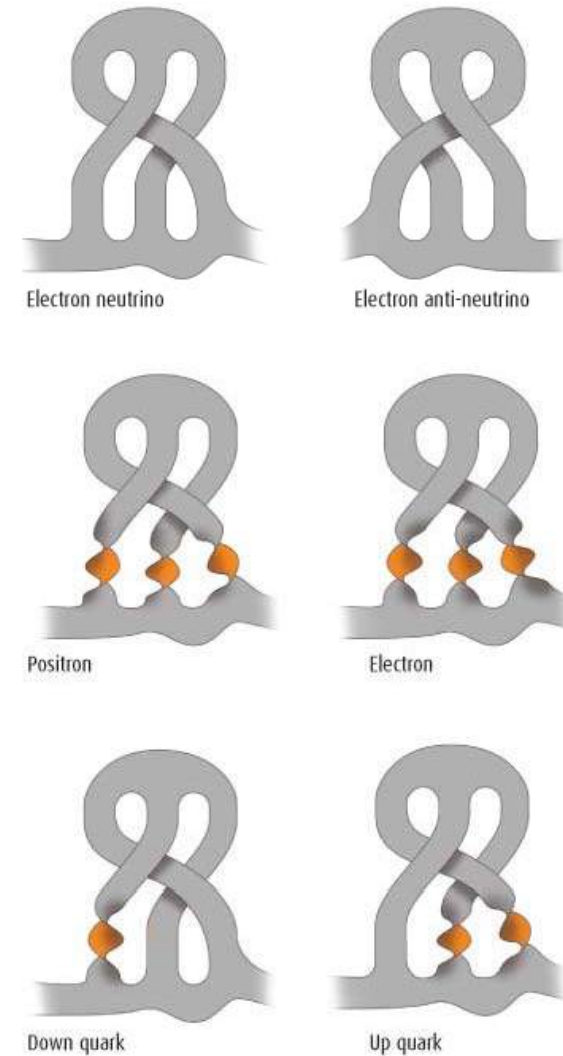 Electron neutrino
Electron anti-neutrino
Positron
Electron
Down quark
Up quark